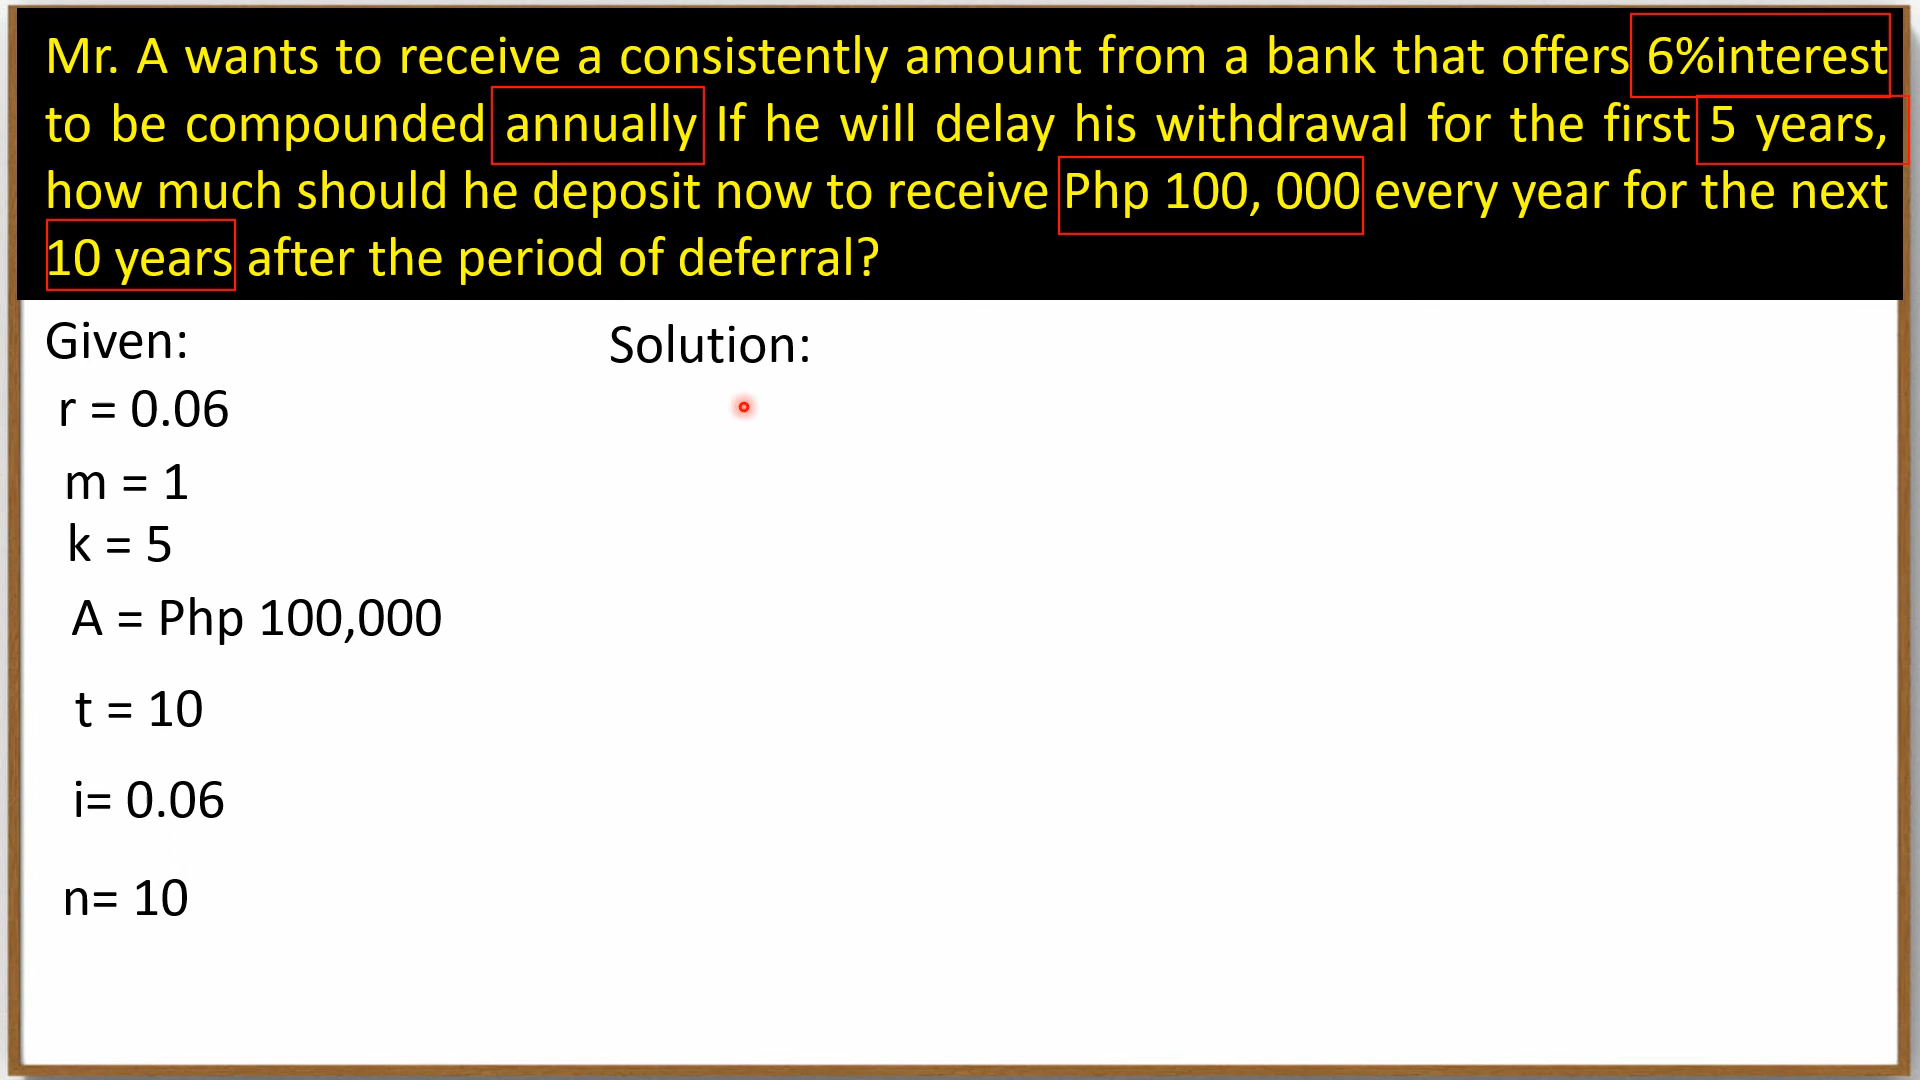 Mr. A wants to receive a consistently amount from a bank that offers 6%interest
to be compounded annually If he will delay his withdrawal for the first 5 years,
how much should he deposit now to receive Php 100, 000 every year for the next
10 years after the period of deferral?
Given:
r = 0.06
m = 1
k = 5
A = Php 100,000
t = 10
i= 0.06
n= 10
Solution: